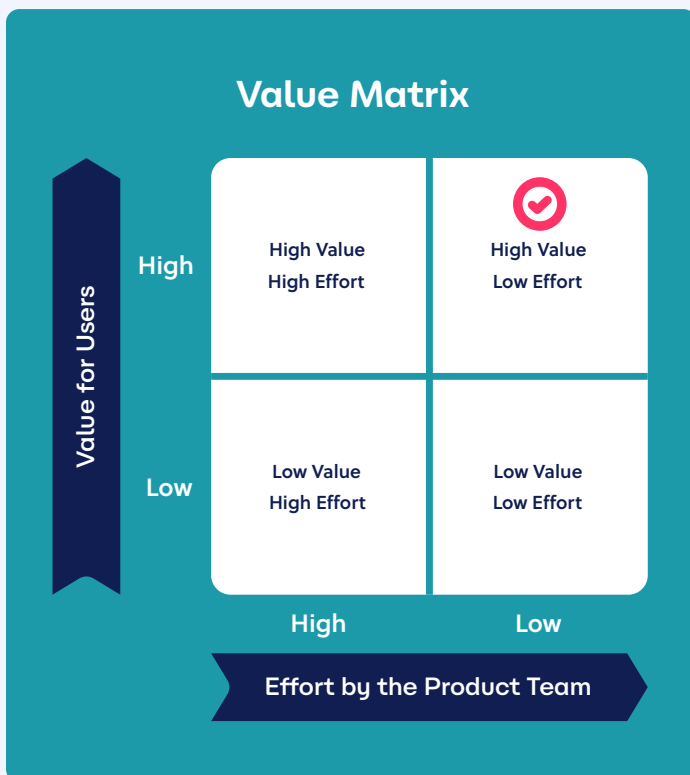 Value Matrix
Value for Users
High
High Value
High Effort
High Value
Low Effort
Low
Low Value
High Effort
Low Value
Low Effort
High
Low
Effort by the Product Team